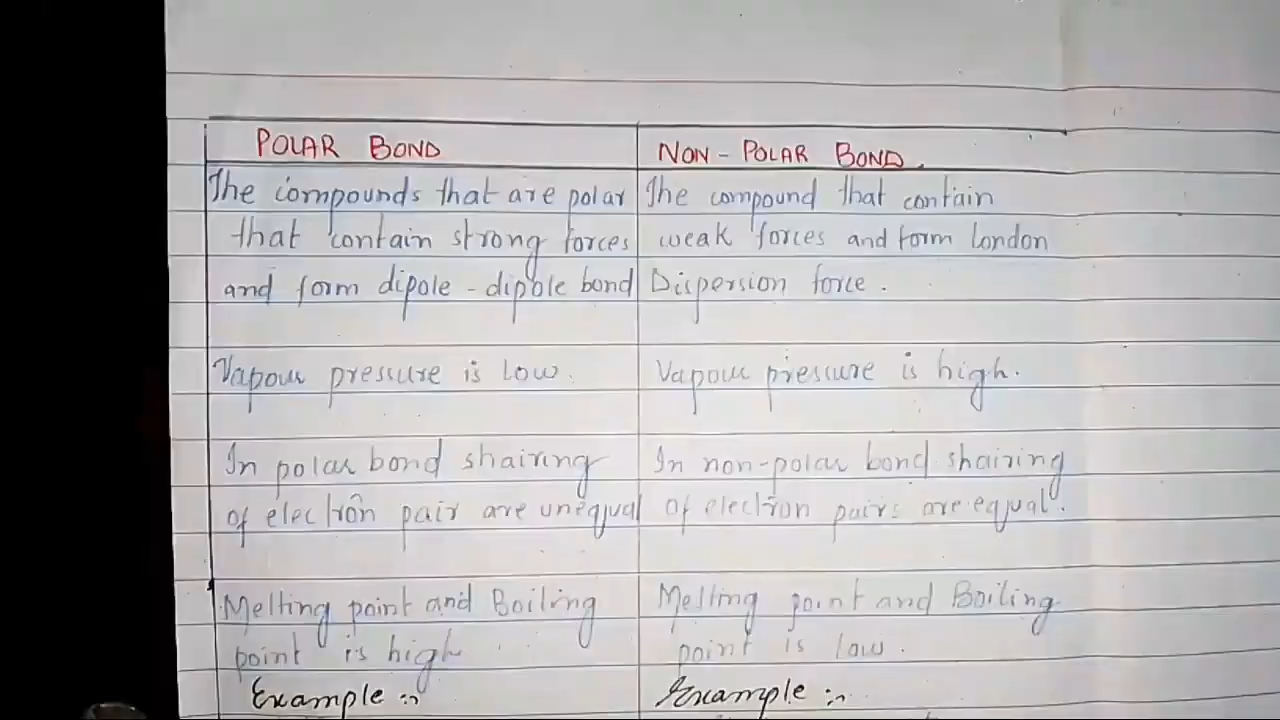 POLAR BOND
The compounds that are polar
that contain strong forces
and form dipole - dipole bond
Vapour pressure is low.
In polar bond shairing
of electron pair are unequal
Melting point and Boiling
point is high
Example :~
NON - POLAR BOND.
The compound that contain
weak forces and form London
Dispersion force.
Vapour pressure is high.
In non-polar bond shairing
of electron pairs are equal.
Melting point and Boiling
point is low.
Example :~